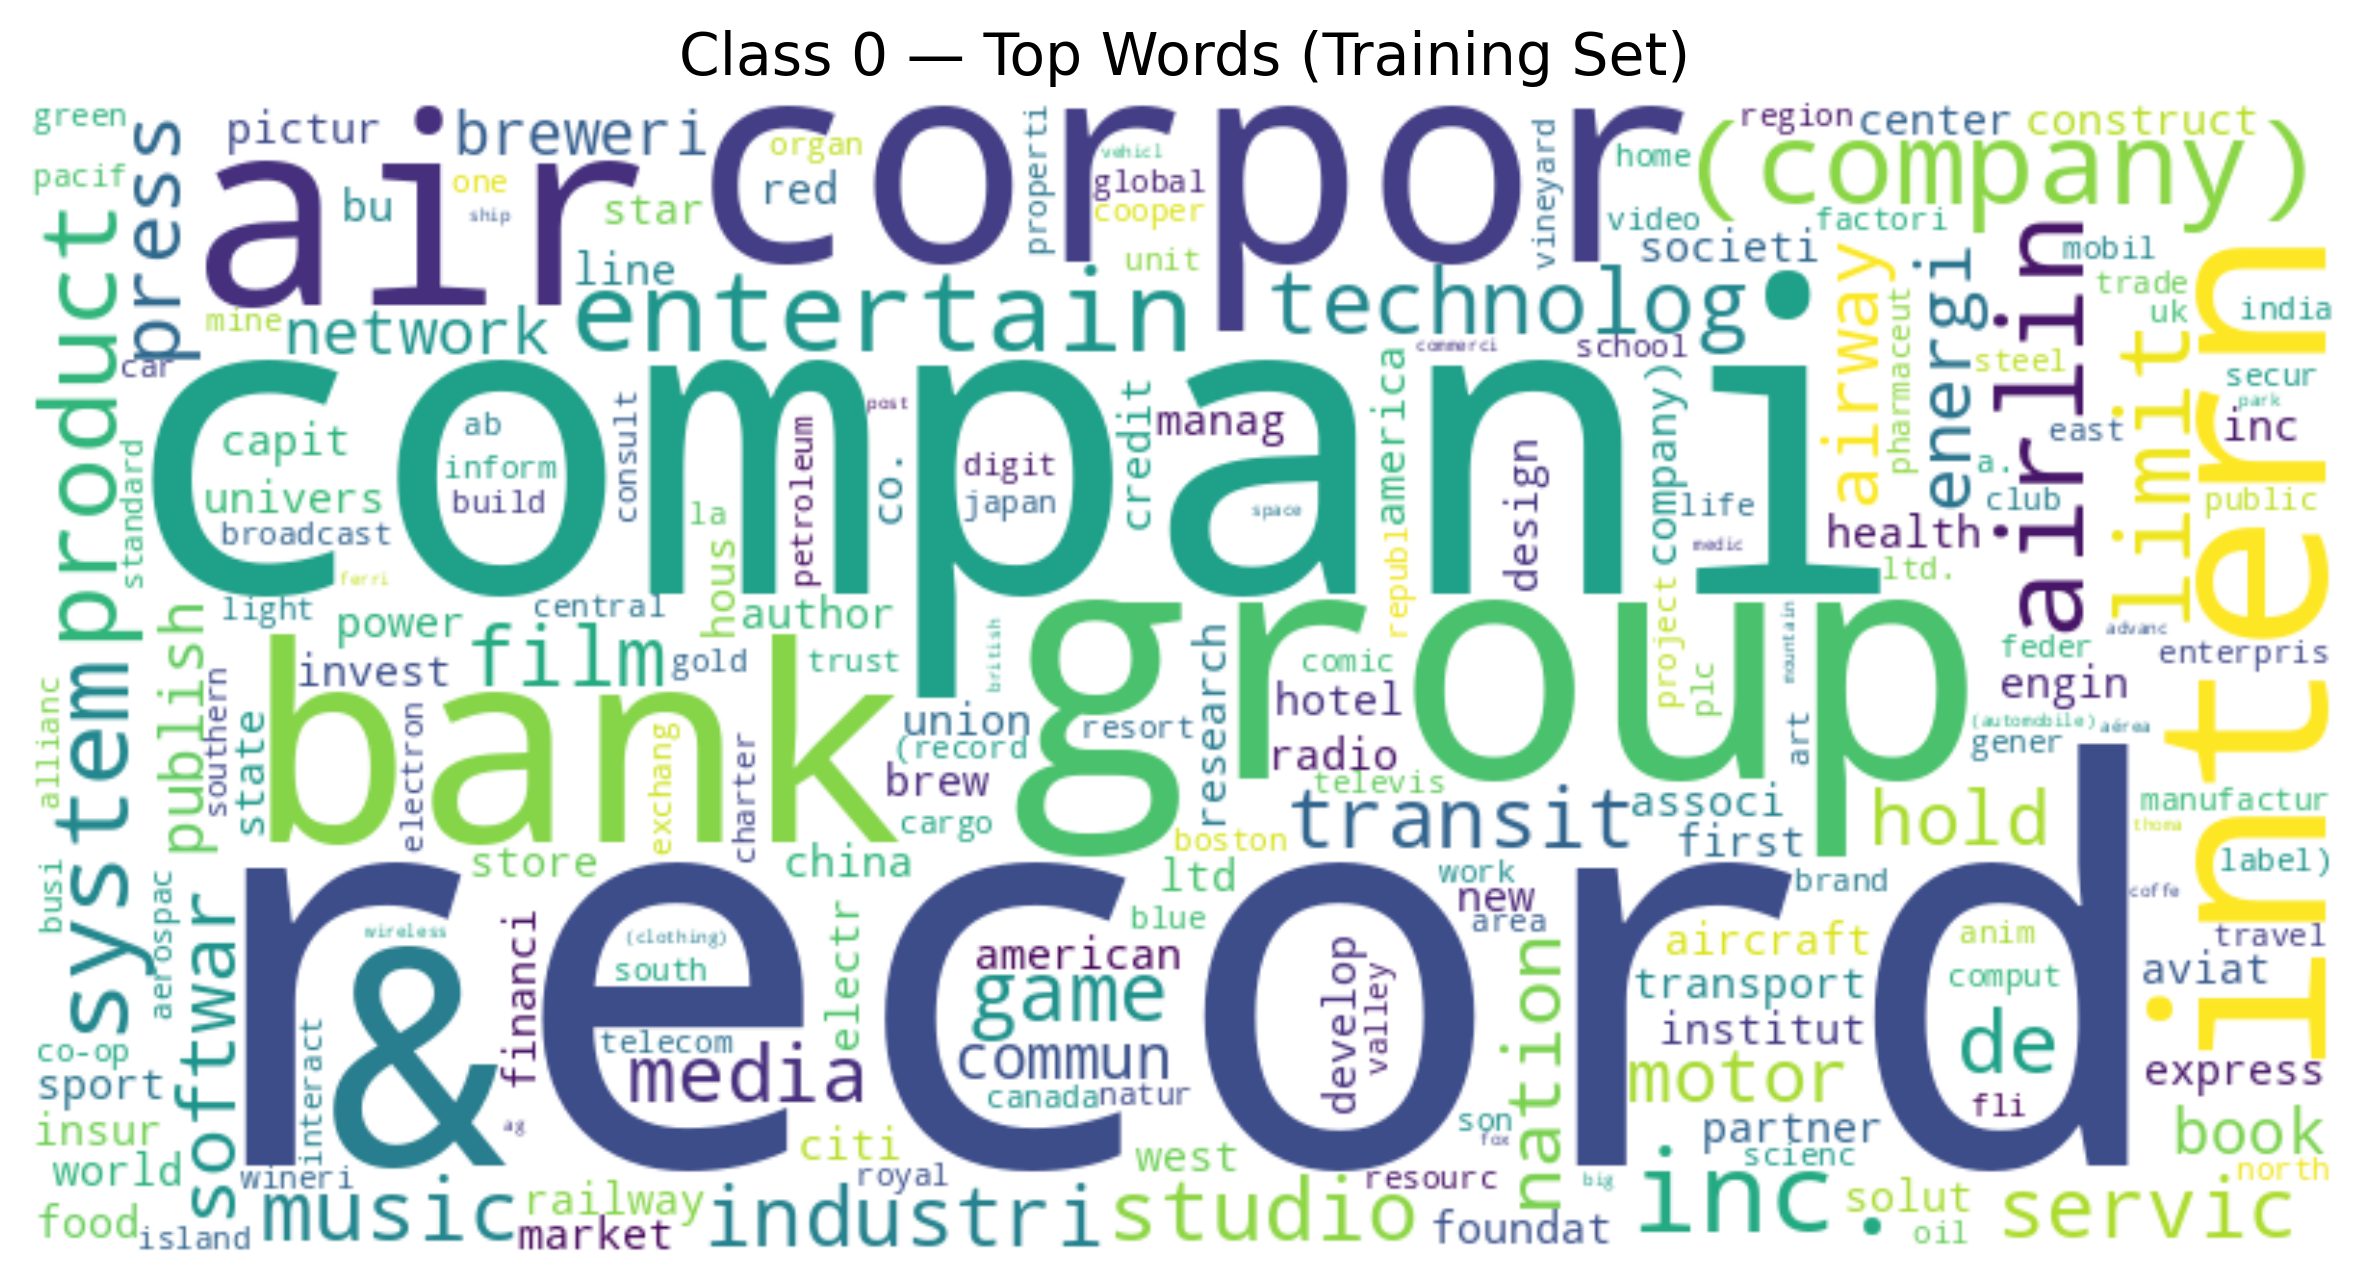 Class 0 — Top Words (Training Set)
green
pictur
breweri
air
corpor
organ
vehicl
region
center
construct
(company)
press
pacif
bu
one
ship
star
red
properti
global
cooper
unit
vineyard
home
video
factori
societi
mobil
trade
uk
india
product
line
mine
network
entertain
technolog
airway
energi
airlin
limit
intern
car
commerci
school
pharmaceut
steel
secur
park
inc
compani
capit
ab
inform
build
univers
broadcast
standard
consult
la
petroleum
post
co.
digit
japan
credit
manag
space
america
design
company)
life
medic
health
east
a.
club
public
ltd.
ferri
light
power
central
hous
author
film
gold
trust
british
group
research
comic
republ
project
plc
mountain
advanc
feder
enterpris
engin
system
publish
southern
allianc
invest
state
bank
electron
exchang
charter
union
(record
brew
cargo
resort
hotel
radio
televis
boston
transit
associ
first
art
hold
(automobile)
aérea
gener
manufactur
thoma
label)
store
china
ltd
work
new
area
brand
coffe
busi
aerospac
softwar
record
wireless
&
financi
(clothing)
south
telecom
media
electr
blue
american
game
commun
canada
natur
develop
valley
nation
aircraft
transport
institut
motor
anim
comput
de
fli
travel
aviat
express
co-op
sport
interact
insur
world
wineri
ag
citi
royal
west
son
fox
partner
scienc
book
north
food
island
music
railway
market
industri
studio
resourc
foundat
big
inc.
solut
oil
servic